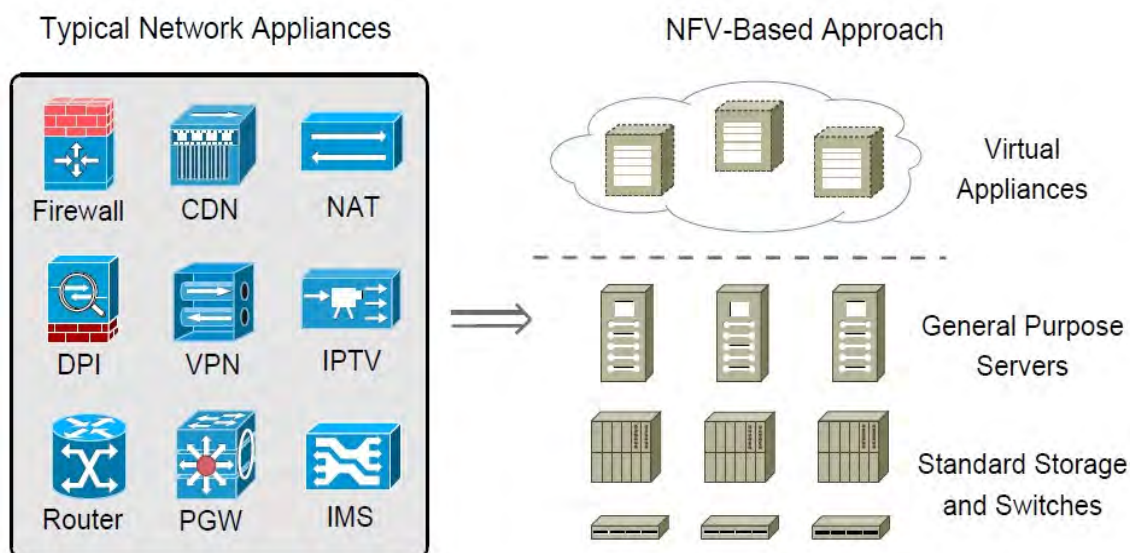 Typical Network Appliances
Firewall
CDN
NAT
DPI
VPN
IPTV
Router
PGW
IMS
NFV-Based Approach
Virtual
Appliances
General Purpose
Servers
Standard Storage
and Switches